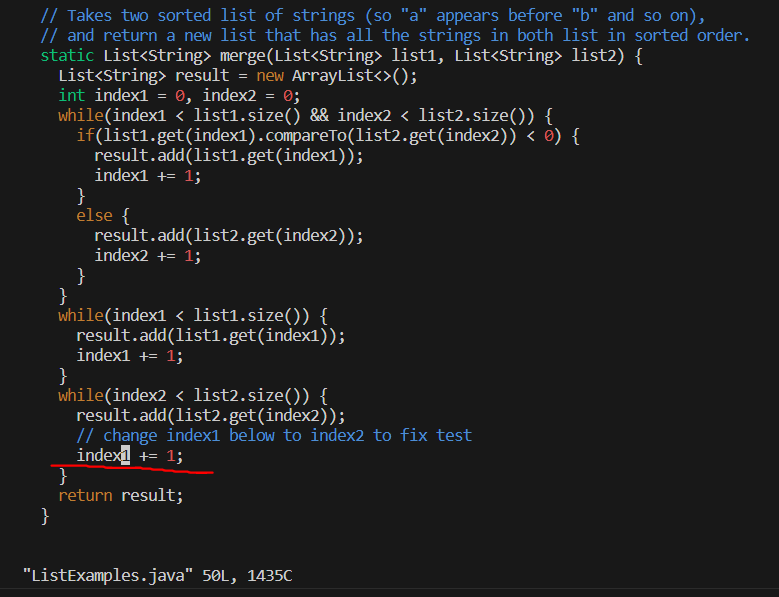 // Takes two sorted list of strings (so "a" appears before "b" and so on),
// and return a new list that has all the strings in both list in sorted order.
static List<String> merge(List<String> list1, List<String> list2) {
  List<String> result = new ArrayList<>();
  int index1 = 0, index2 = 0;
  while(index1 < list1.size() && index2 < list2.size()) {
    if(list1.get(index1).compareTo(list2.get(index2)) < 0) {
      result.add(list1.get(index1));
      index1 += 1;
    }
    else {
      result.add(list2.get(index2));
      index2 += 1;
    }
  }
  while(index1 < list1.size()) {
    result.add(list1.get(index1));
    index1 += 1;
  }
  while(index2 < list2.size()) {
    result.add(list2.get(index2));
    // change index1 below to index2 to fix test
    index1 += 1;
  }
  return result;
}
"ListExamples.java" 50L, 1435C